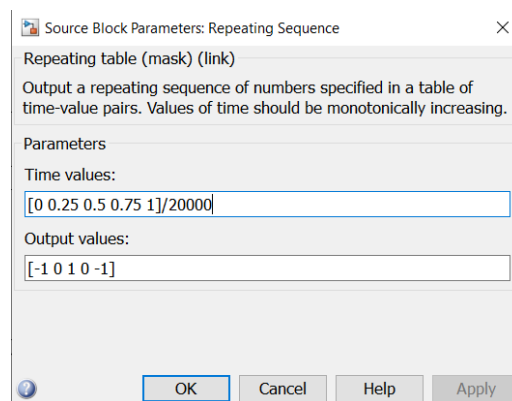 Source Block Parameters: Repeating Sequence
Repeating table (mask) (link)
Output a repeating sequence of numbers specified in a table of
time-value pairs. Values of time should be monotonically increasing.
Parameters
Time values:
[0 0.25 0.5 0.75 1]/20000
Output values:
[-1 0 1 0 -1]
OK Cancel Help Apply